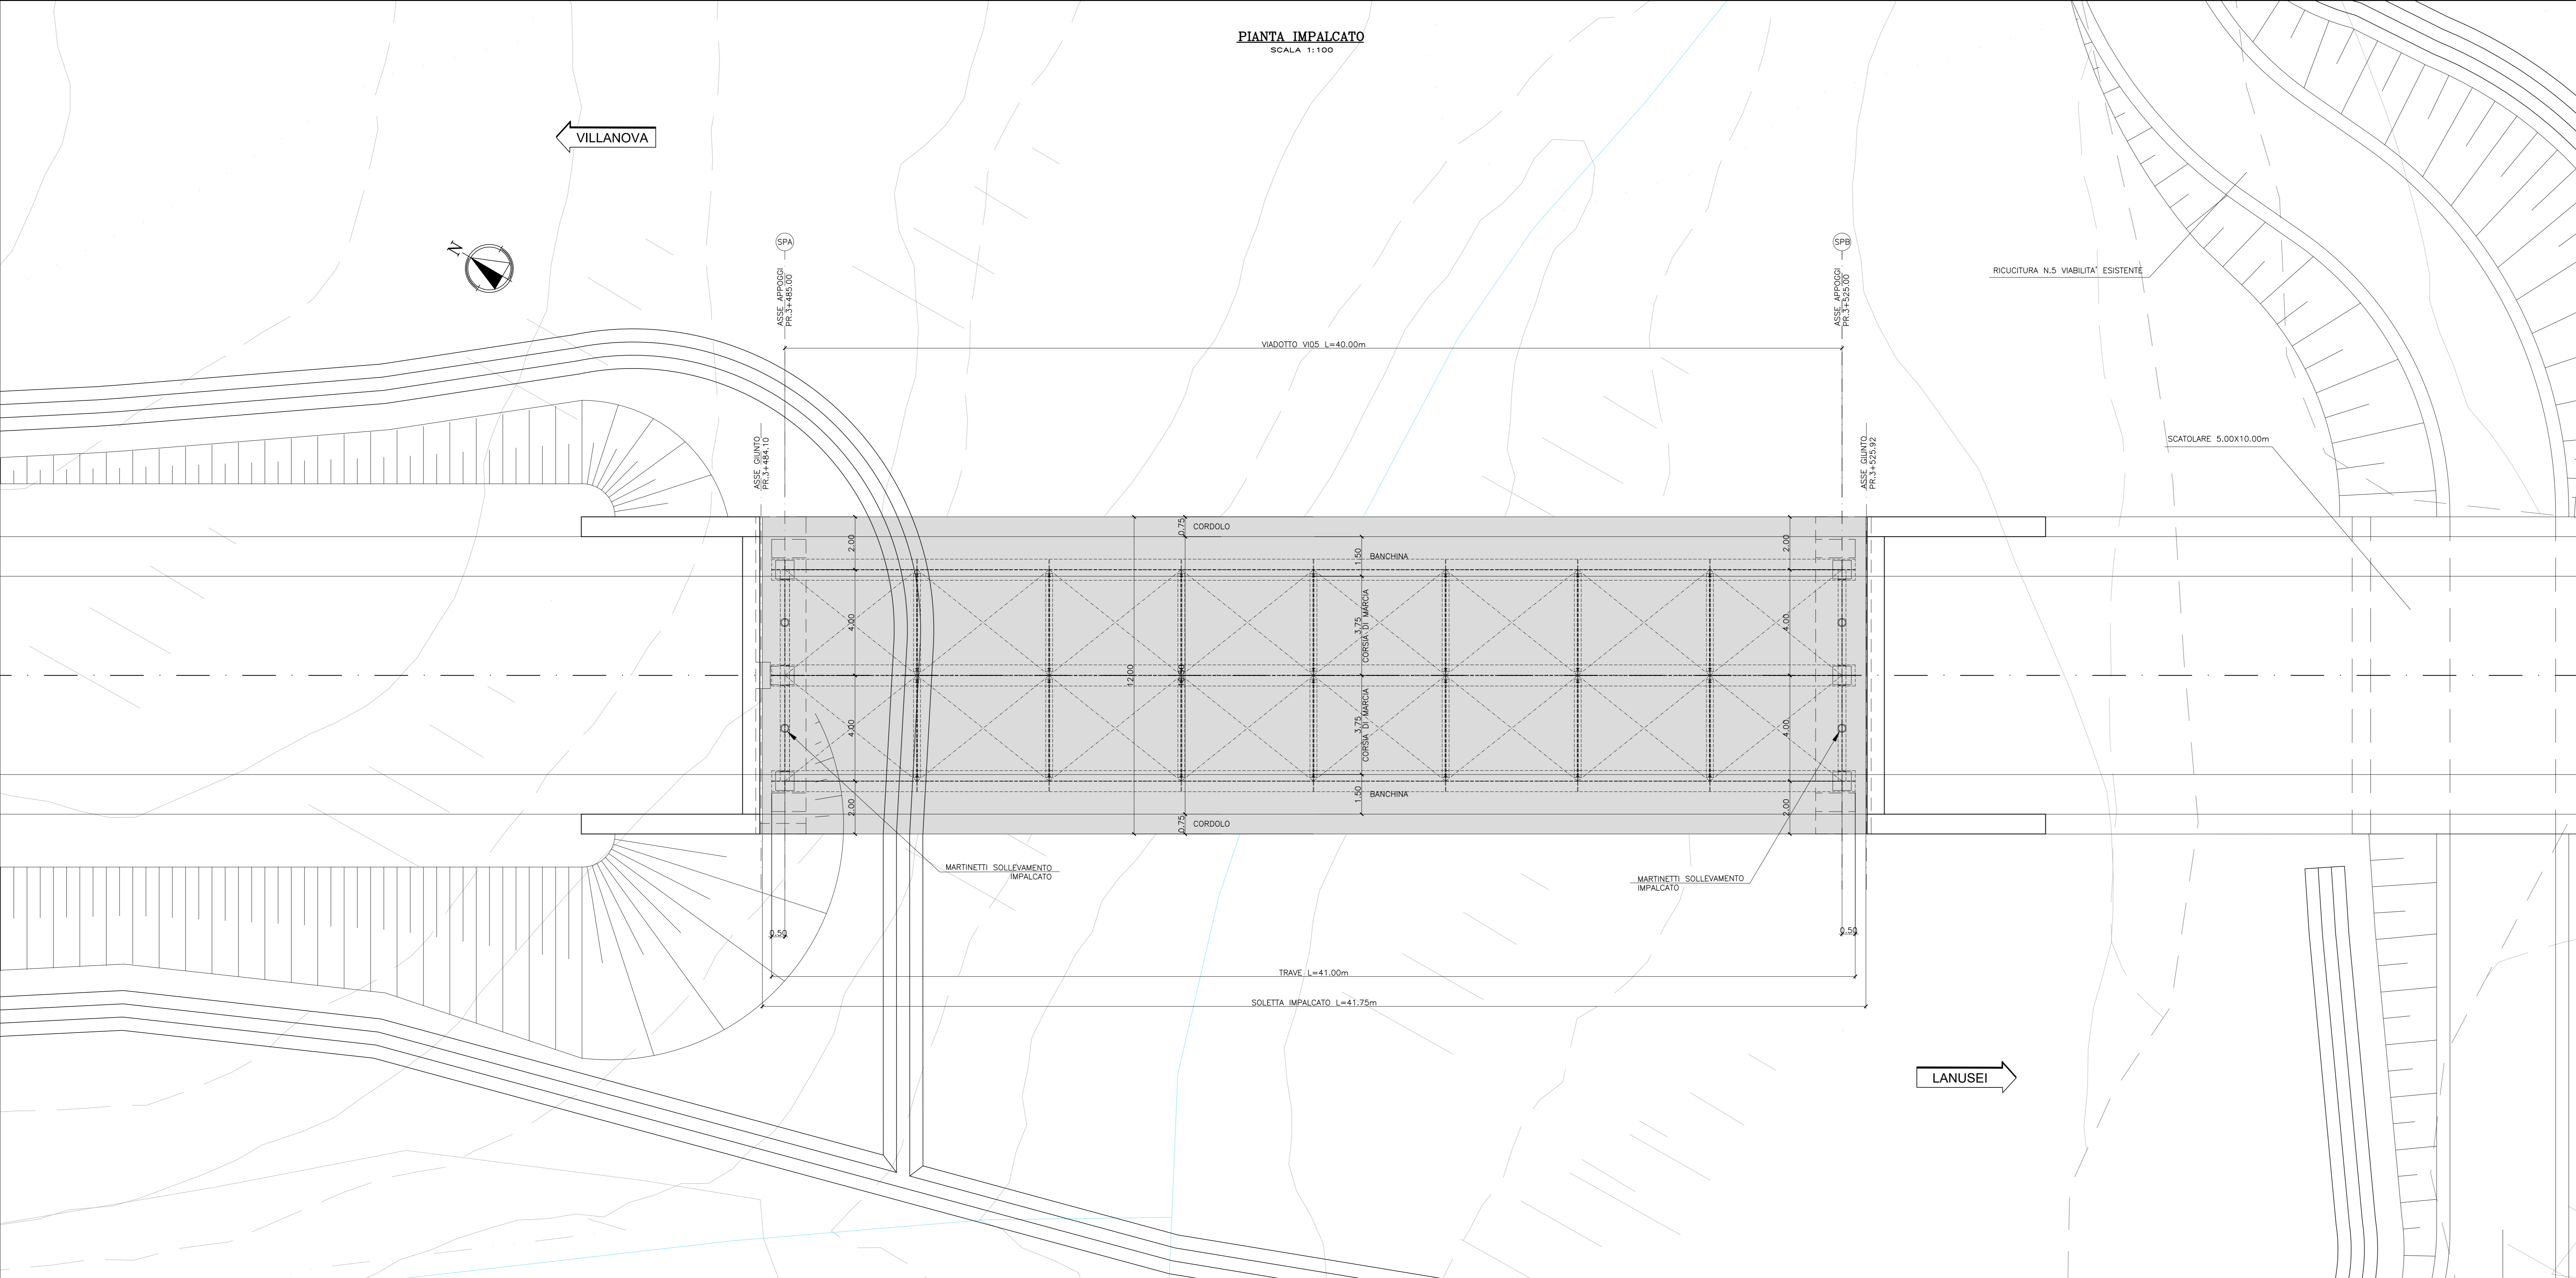 PIANTA IMPALCATO
SCALA 1:100
VILLANOVA
N
SPA
SPB
ASSE APPOGGI
PR.3+485.00
ASSE APPOGGI
PR.3+525.00
RICUCITURA N.5 VIABILITA' ESISTENTE
VIADOTTO VI05 L=40.00m
ASSE GIUNTO
PR.3+484.10
ASSE GIUNTO
PR.3+525.92
SCATOLARE 5.00X10.00m
2.00
0.75
CORDOLO
1.50
BANCHINA
2.00
4.00
3.75
CORSIA DI MARCIA
4.00
12.00
4.00
3.75
CORSIA DI MARCIA
4.00
2.00
0.75
CORDOLO
1.50
BANCHINA
2.00
MARTINETTI SOLLEVAMENTO
IMPALCATO
MARTINETTI SOLLEVAMENTO
IMPALCATO
0.50
0.50
TRAVE L=41.00m
SOLETTA IMPALCATO L=41.75m
LANUSEI